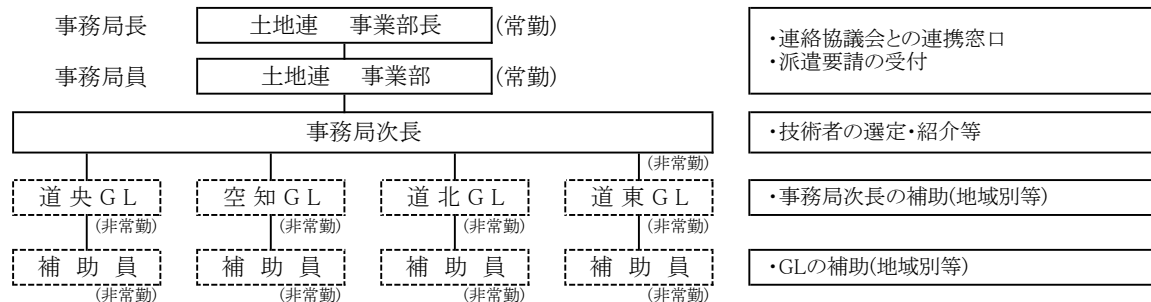 事務局長 土地連 事業部長 (常勤)
・連絡協議会との連携窓口
・派遣要請の受付
事務局員 土地連 事業部 (常勤)
事務局次長
(非常勤)
・技術者の選定・紹介等
道央GL 空知GL 道北GL 道東GL
(非常勤) (非常勤) (非常勤) (非常勤)
・事務局次長の補助(地域別等)
補助員 補助員 補助員 補助員
(非常勤) (非常勤) (非常勤) (非常勤)
・GLの補助(地域別等)